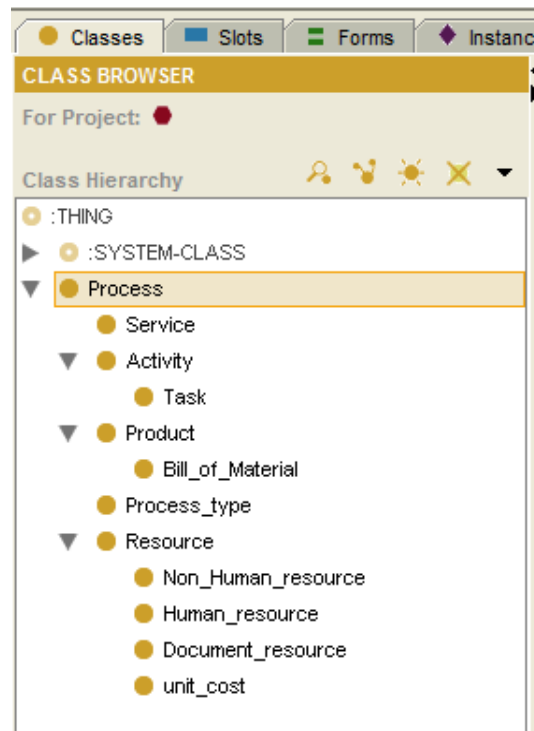 Classes Slots Forms Instanc
CLASS BROWSER
For Project:
Class Hierarchy
:THING
:SYSTEM-CLASS
Process
Service
Activity
Task
Product
Bill_of_Material
Process_type
Resource
Non_Human_resource
Human_resource
Document_resource
unit_cost